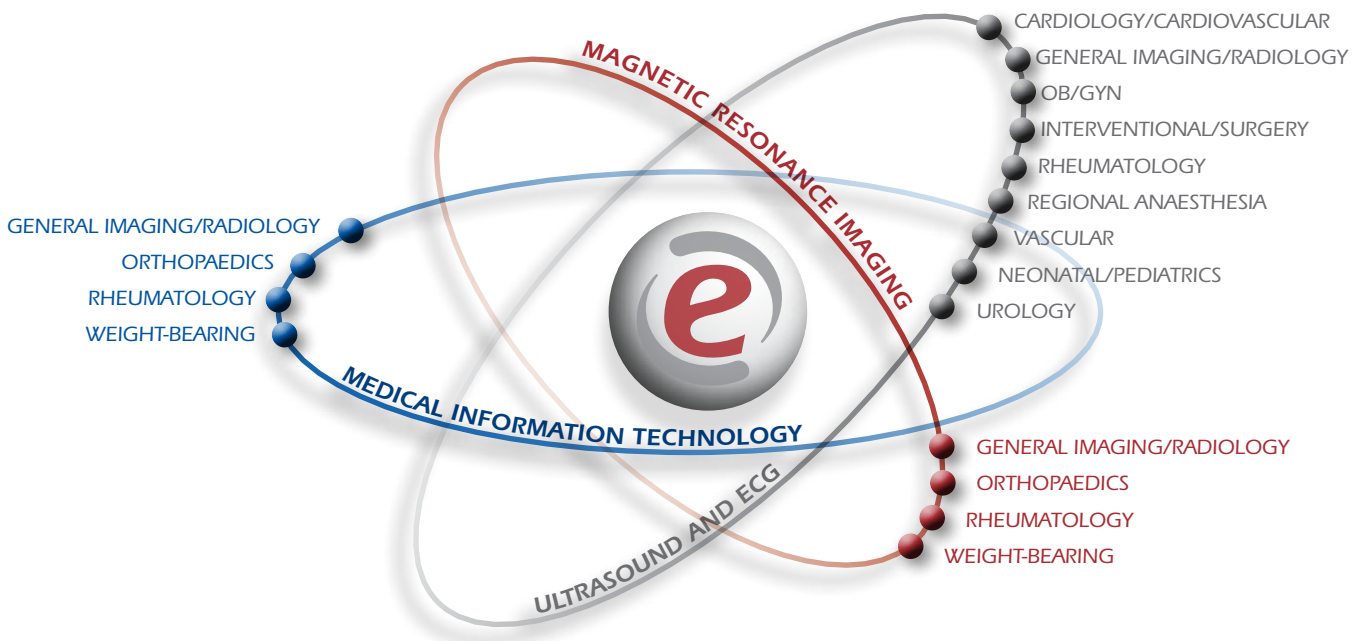 CARDIOLOGY/CARDIOVASCULAR
GENERAL IMAGING/RADIOLOGY
OB/GYN
INTERVENTIONAL/SURGERY
RHEUMATOLOGY
REGIONAL ANAESTHESIA
VASCULAR
NEONATAL/PEDIATRICS
UROLOGY
MAGNETIC RESONANCE IMAGING
GENERAL IMAGING/RADIOLOGY
ORTHOPAEDICS
RHEUMATOLOGY
WEIGHT-BEARING
e
MEDICAL INFORMATION TECHNOLOGY
ULTRASOUND AND ECG
GENERAL IMAGING/RADIOLOGY
ORTHOPAEDICS
RHEUMATOLOGY
WEIGHT-BEARING